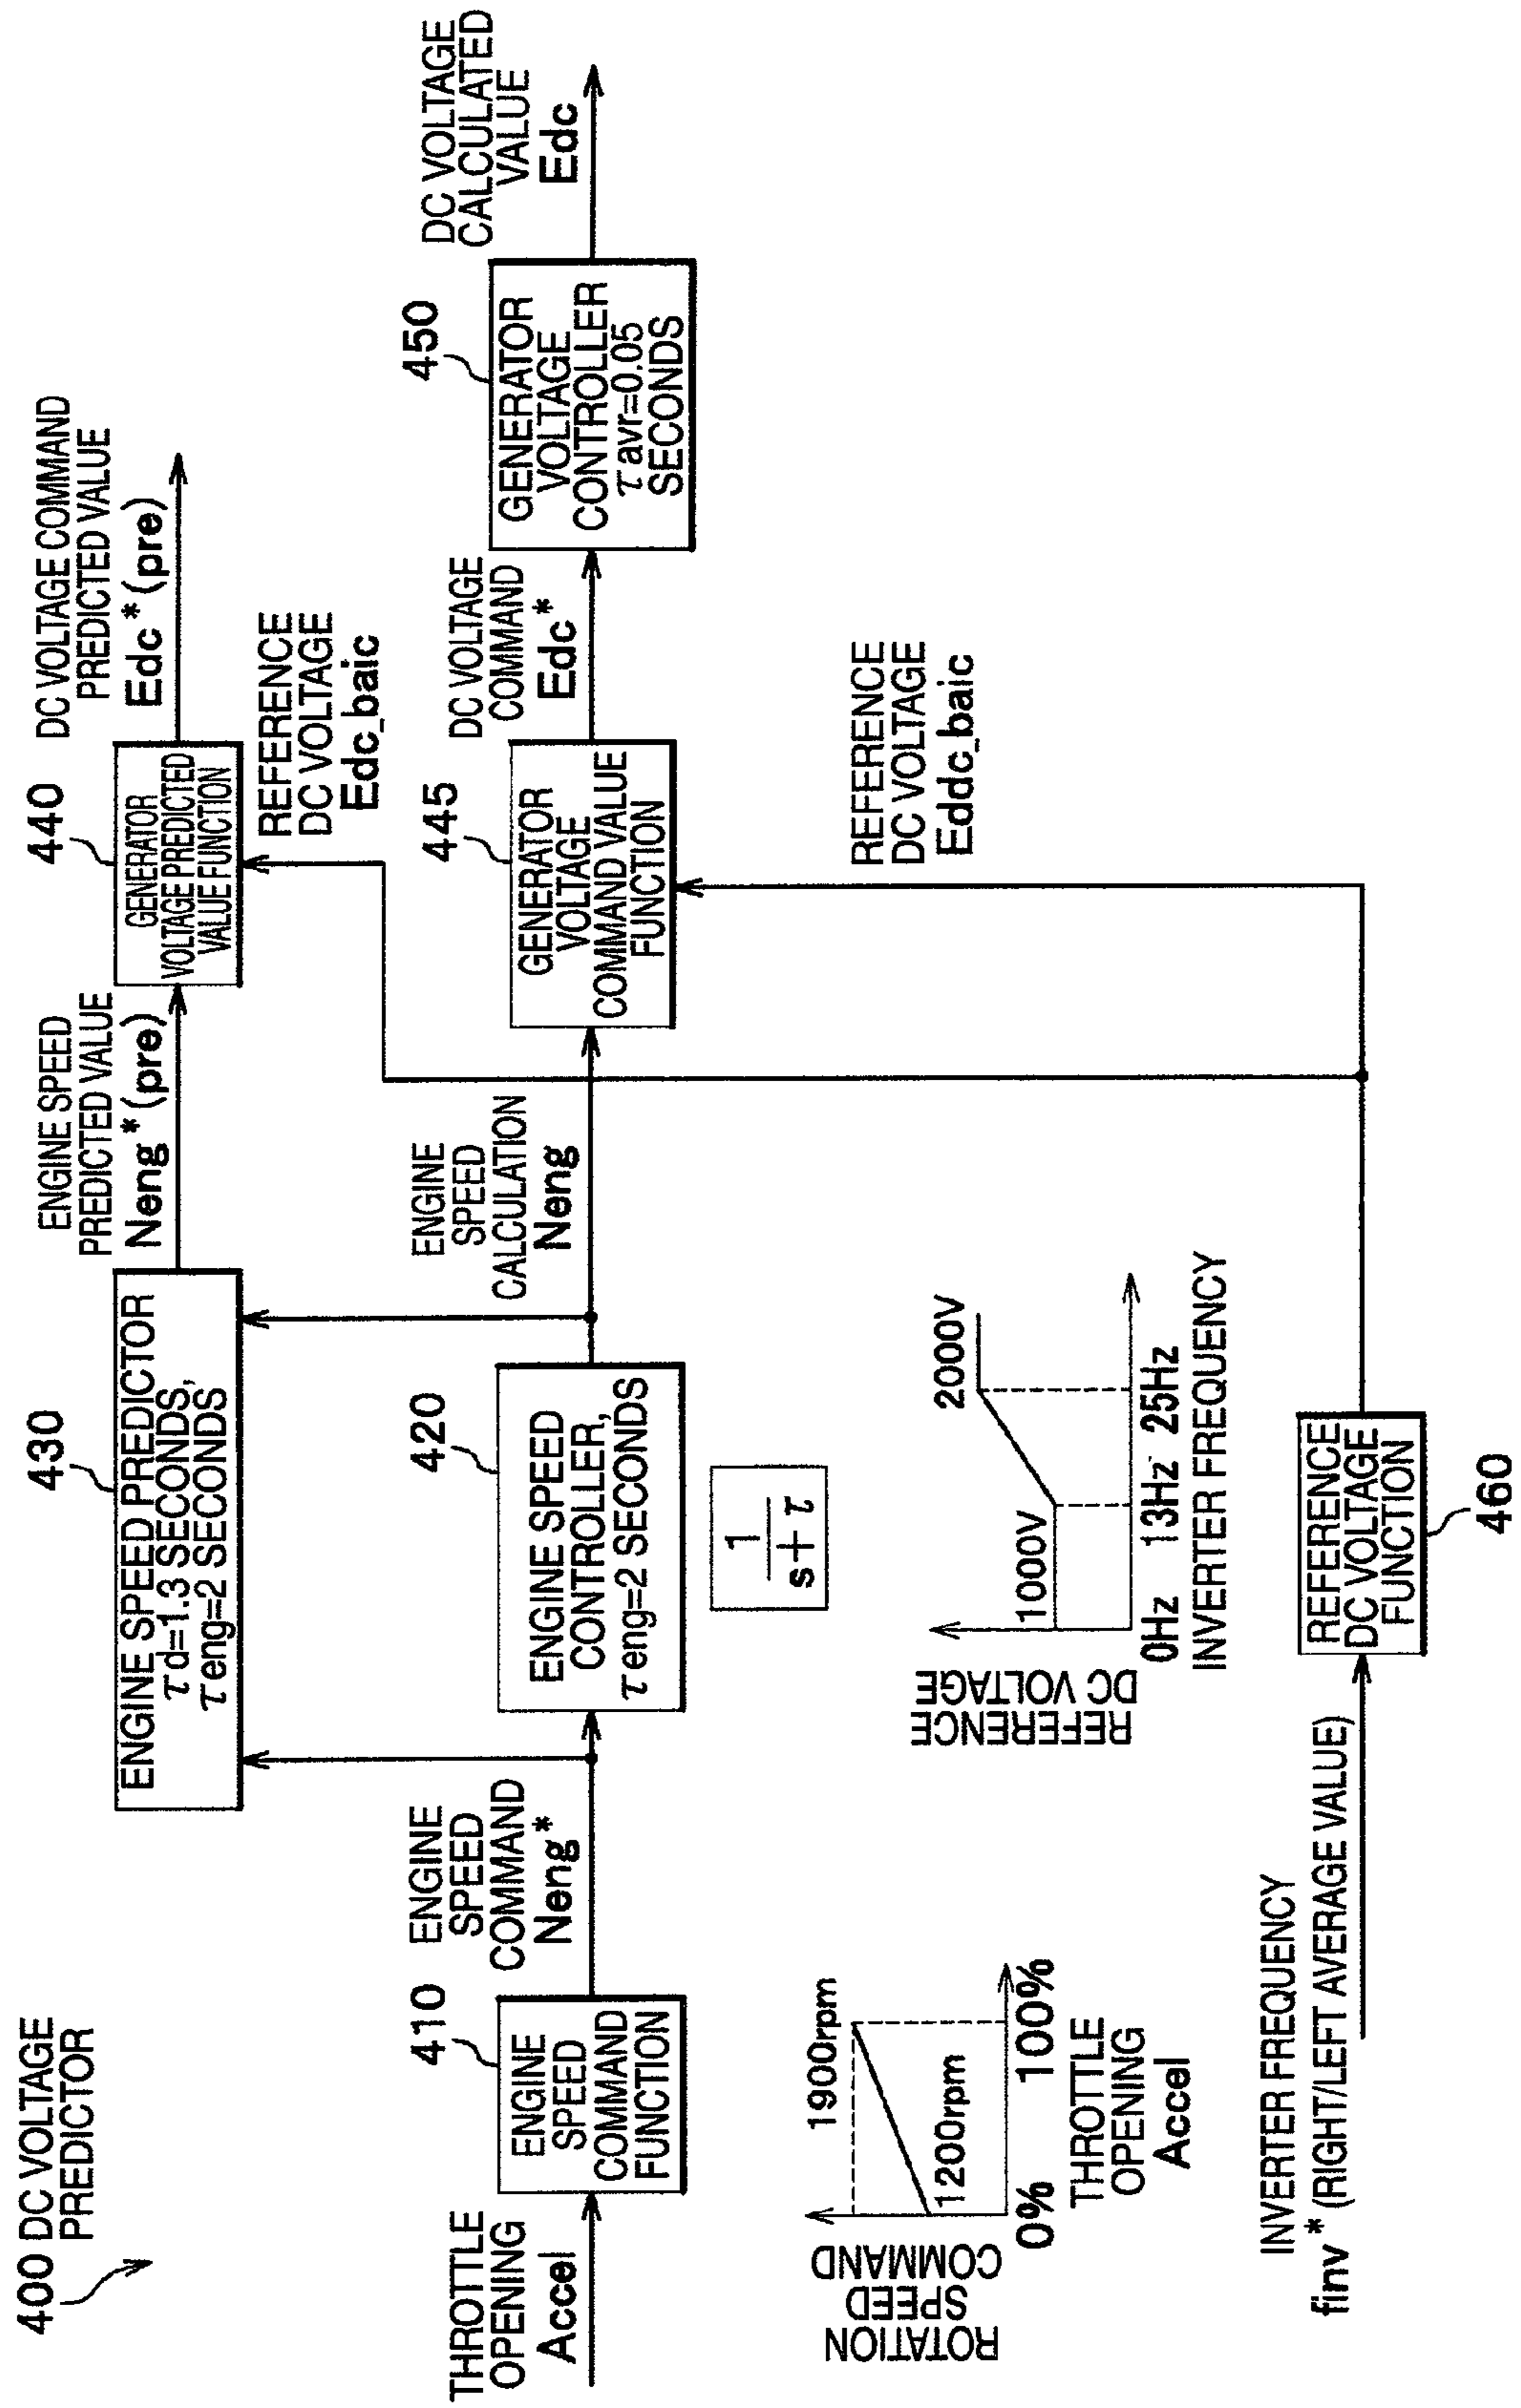 400 DC VOLTAGE
PREDICTOR
THROTTLE
OPENING
Accel
410
ENGINE
SPEED
COMMAND
FUNCTION
ENGINE
SPEED
COMMAND
Neng*
430
ENGINE SPEED PREDICTOR
τd=1.3 SECONDS,
τeng=2 SECONDS
420
ENGINE SPEED
CONTROLLER,
τeng=2 SECONDS
1
s+τ
ENGINE SPEED
PREDICTED VALUE
Neng*(pre)
ENGINE
SPEED
CALCULATION
Neng
440
GENERATOR
VOLTAGE PREDICTED
VALUE FUNCTION
DC VOLTAGE COMMAND
PREDICTED VALUE
Edc*(pre)
REFERENCE
DC VOLTAGE
Edc_baic
445
GENERATOR
VOLTAGE
COMMAND VALUE
FUNCTION
DC VOLTAGE
COMMAND
Edc*
450
GENERATOR
VOLTAGE
CONTROLLER
τavr=0.05
SECONDS
DC VOLTAGE
CALCULATED
VALUE
Edc
REFERENCE
DC VOLTAGE
Eddc_baic
ROTATION
SPEED
COMMAND
1900rpm
1200rpm
0% 100%
THROTTLE
OPENING
Accel
REFERENCE
DC VOLTAGE
1000V
2000V
0Hz 13Hz 25Hz
INVERTER FREQUENCY
INVERTER FREQUENCY
finv*(RIGHT/LEFT AVERAGE VALUE)
REFERENCE
DC VOLTAGE
FUNCTION
460